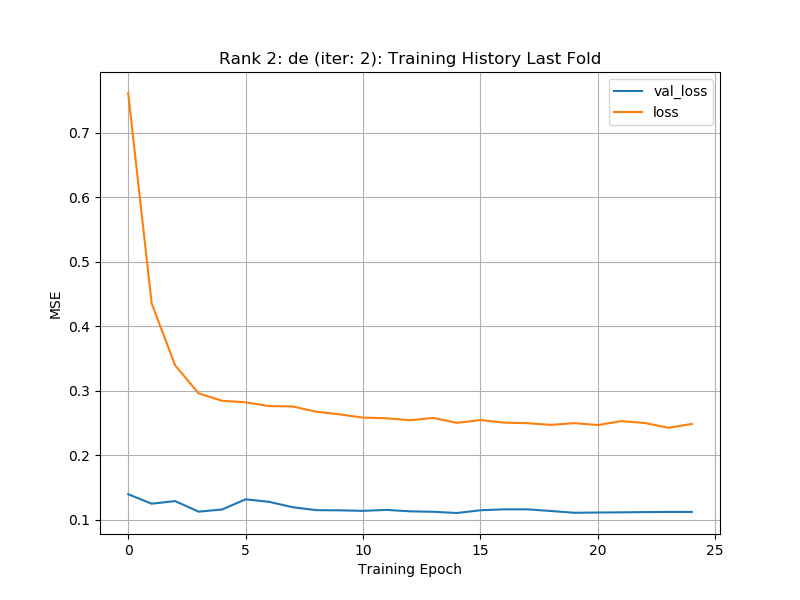 Rank 2: de (iter: 2): Training History Last Fold
val_loss
loss
MSE
0.7
0.6
0.5
0.4
0.3
0.2
0.1
0 5 10 15 20 25
Training Epoch